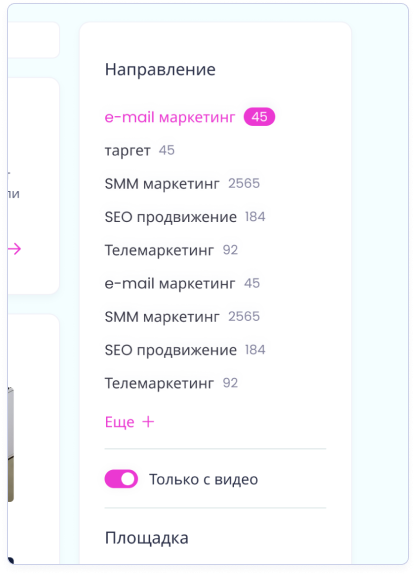 Направление
e-mail маркетинг 45
таргет 45
SMM маркетинг 2565
SEO продвижение 184
Телемаркетинг 92
e-mail маркетинг 45
SMM маркетинг 2565
SEO продвижение 184
Телемаркетинг 92
Еще +
Только с видео
Площадка